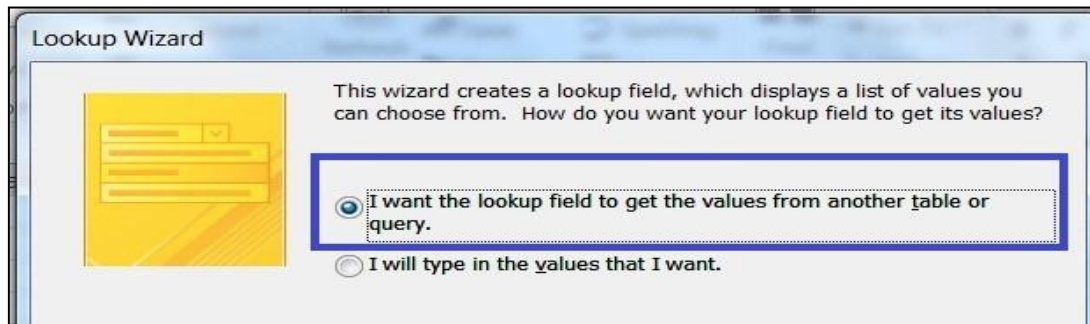 Lookup Wizard
This wizard creates a lookup field, which displays a list of values you
can choose from.  How do you want your lookup field to get its values?
I want the lookup field to get the values from another table or
query.
I will type in the values that I want.